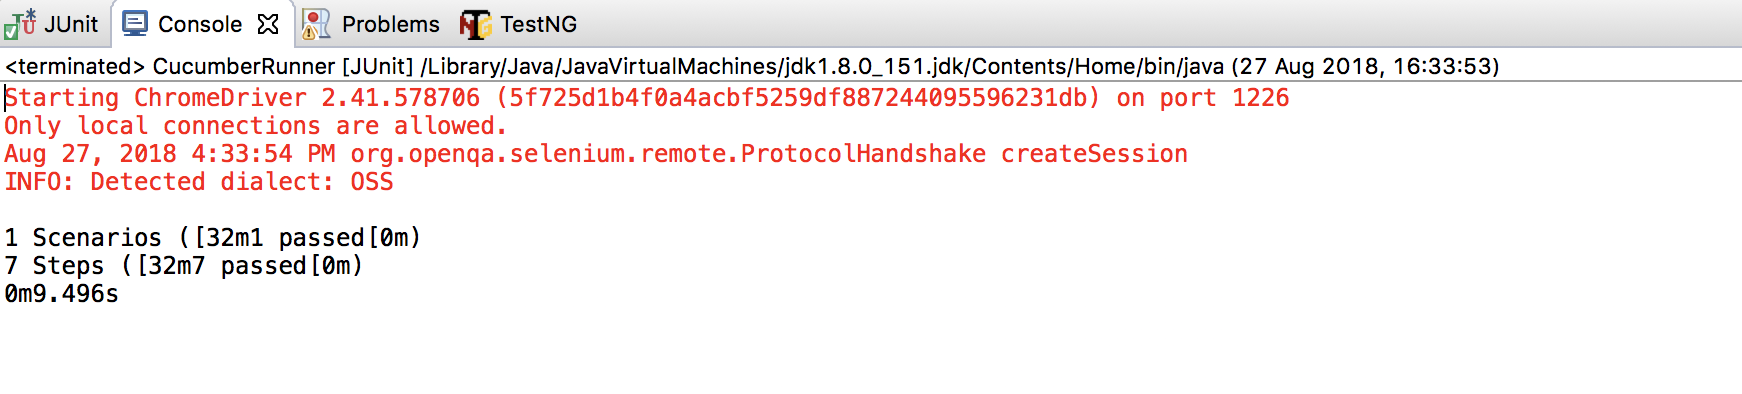 JUnit Console Problems TestNG
<terminated> CucumberRunner [JUnit] /Library/Java/JavaVirtualMachines/jdk1.8.0_151.jdk/Contents/Home/bin/java (27 Aug 2018, 16:33:53)
Starting ChromeDriver 2.41.578706 (5f725d1b4f0a4acbf5259df887244095596231db) on port 1226
Only local connections are allowed.
Aug 27, 2018 4:33:54 PM org.openqa.selenium.remote.ProtocolHandshake createSession
INFO: Detected dialect: OSS
1 Scenarios ([32m1 passed[0m)
7 Steps ([32m7 passed[0m)
0m9.496s